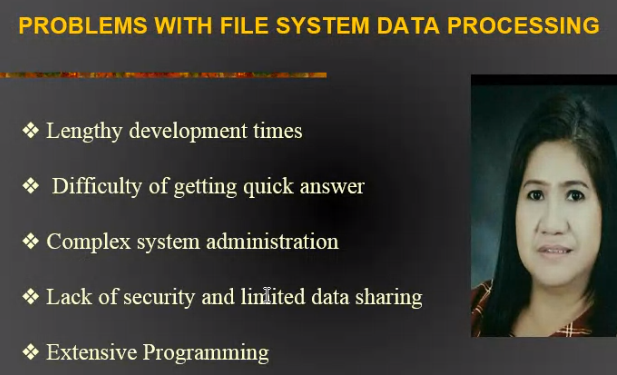 PROBLEMS WITH FILE SYSTEM DATA PROCESSING
❖ Lengthy development times
❖ Difficulty of getting quick answer
❖ Complex system administration
❖ Lack of security and limited data sharing
❖ Extensive Programming